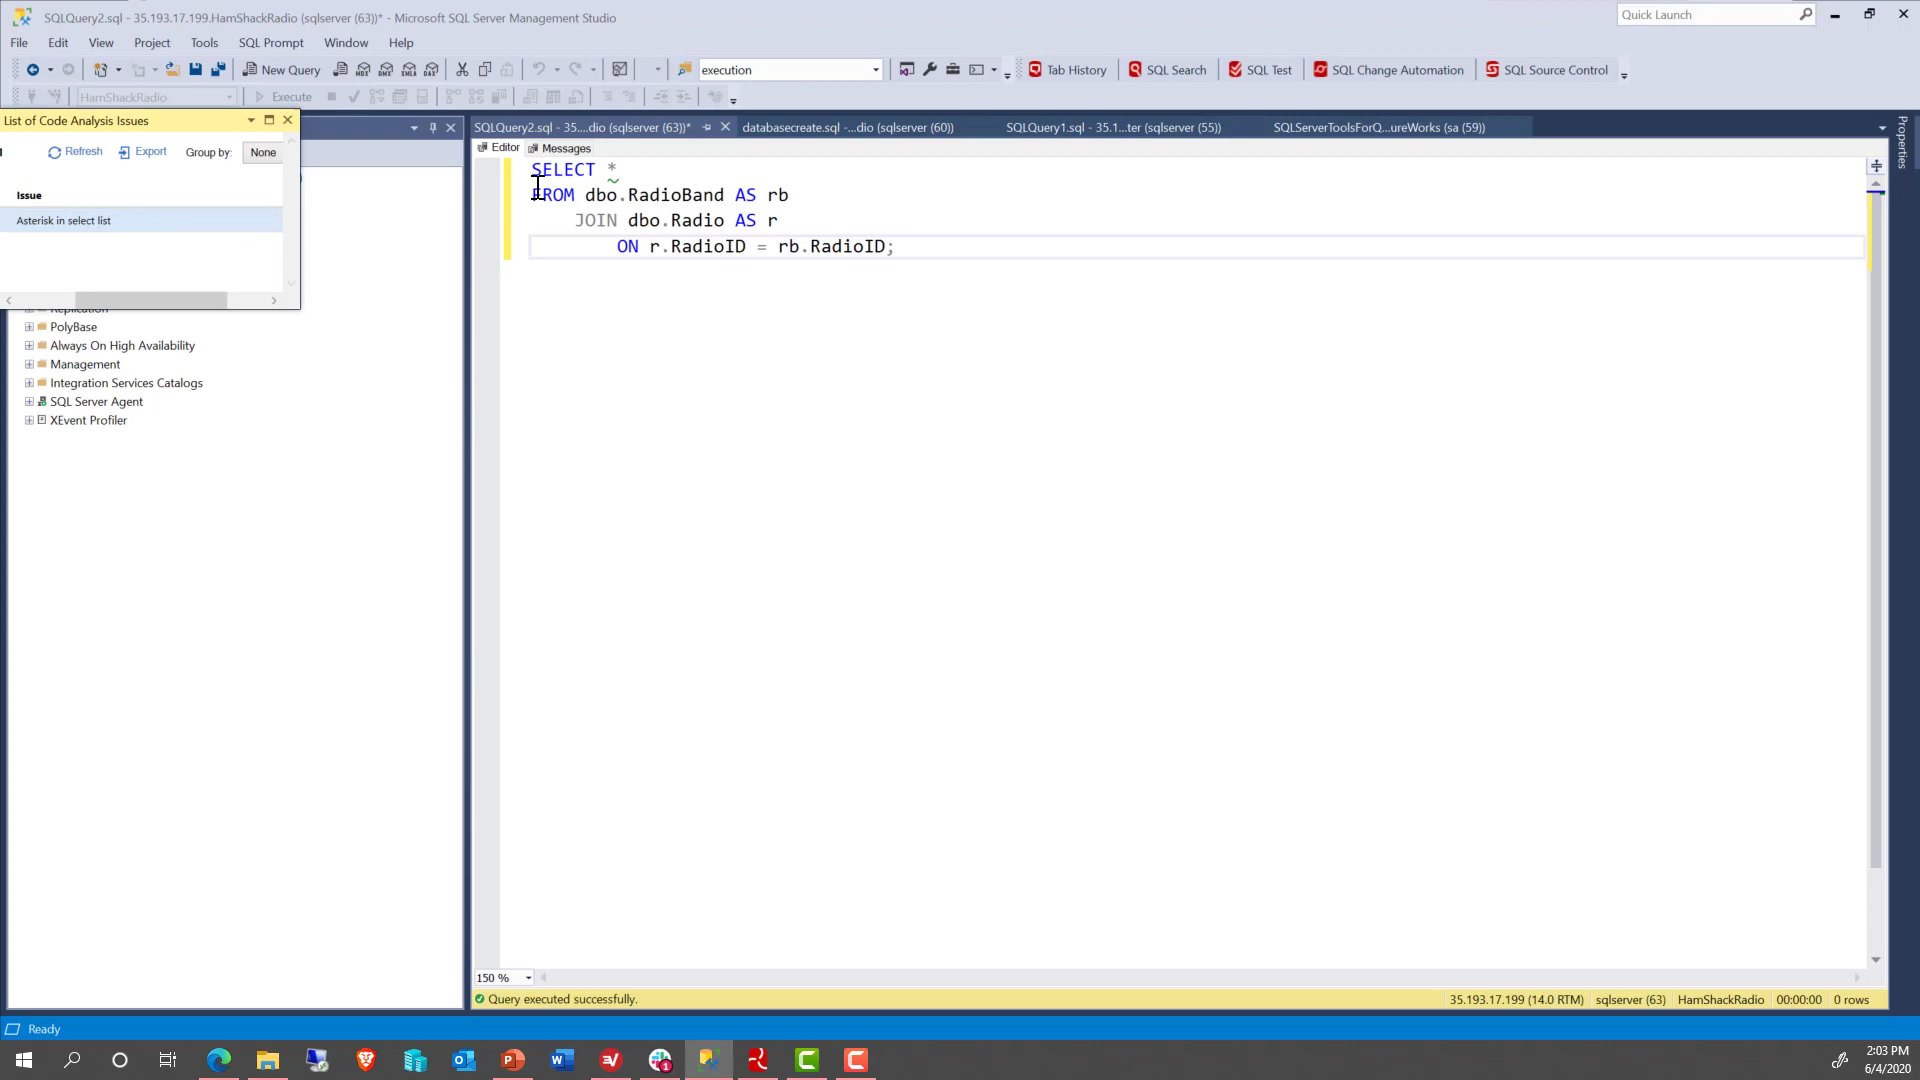 SQLQuery2.sql - 35.193.17.199.HamShackRadio (sqlserver (63))* - Microsoft SQL Server Management Studio
Quick Launch
File Edit View Project Tools SQL Prompt Window Help
New Query
MDX DMX XMLA DAX
execution
Tab History
SQL Search
SQL Test
SQL Change Automation
SQL Source Control
HamShackRadio
Execute
List of Code Analysis Issues
Refresh
Export
Group by:
None
Issue
Asterisk in select list
Replication
PolyBase
Always On High Availability
Management
Integration Services Catalogs
SQL Server Agent
XEvent Profiler
SQLQuery2.sql - 35....dio (sqlserver (63))*
databasecreate.sql -...dio (sqlserver (60))
SQLQuery1.sql - 35.1...ter (sqlserver (55))
SQLServerToolsForQ...ureWorks (sa (59))
Editor
Messages
SELECT *
FROM dbo.RadioBand AS rb
JOIN dbo.Radio AS r
ON r.RadioID = rb.RadioID;
Properties
150 %
Query executed successfully.
35.193.17.199 (14.0 RTM)
sqlserver (63)
HamShackRadio
00:00:00
0 rows
Ready
2:03 PM
6/4/2020